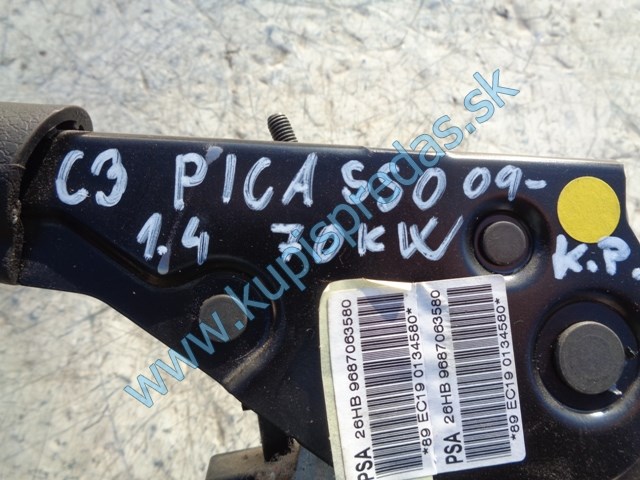 C3 PICASSO 09-
1.4 70KW
K.P.
www.kupispredas.sk
PSA 26HB 9687063580
*89 EC19 0134580*
PSA 26HB 9687063580
*89 EC19 0134580*